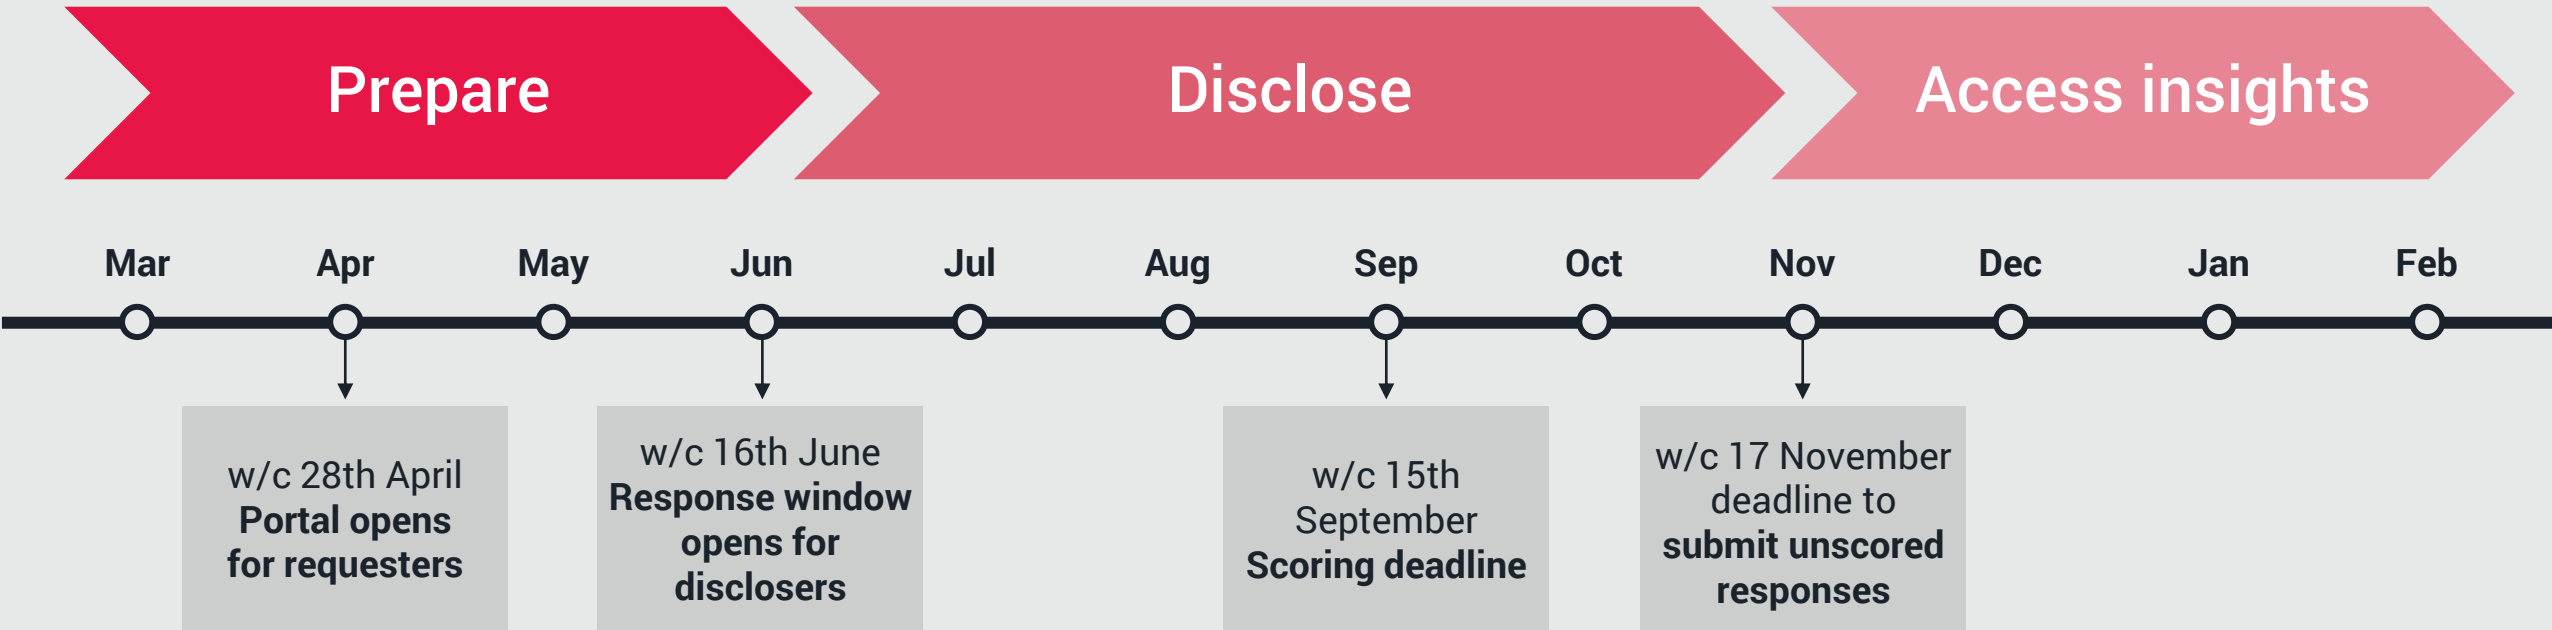 Prepare
Disclose
Access insights
Mar
Apr
May
Jun
Jul
Aug
Sep
Oct
Nov
Dec
Jan
Feb
w/c 28th April
Portal opens
for requesters
w/c 16th June
Response window
opens for
disclosers
w/c 15th
September
Scoring deadline
w/c 17 November
deadline to
submit unscored
responses